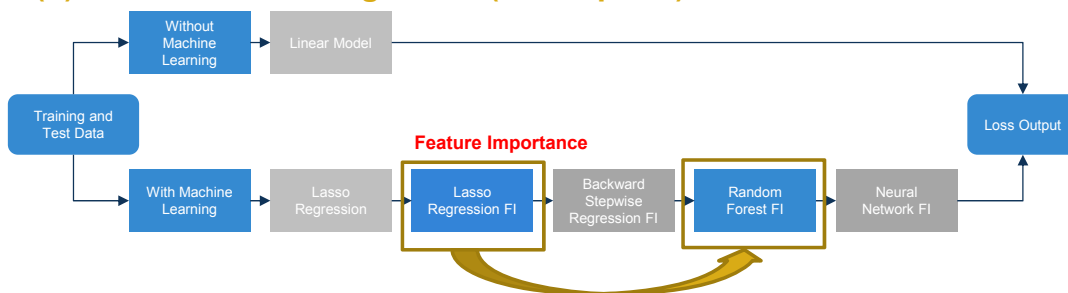 Without
Machine
Learning
Linear Model
Training and
Test Data
Loss Output
Feature Importance
With Machine
Learning
Lasso
Regression
Lasso
Regression FI
Backward
Stepwise
Regression FI
Random
Forest FI
Neural
Network FI